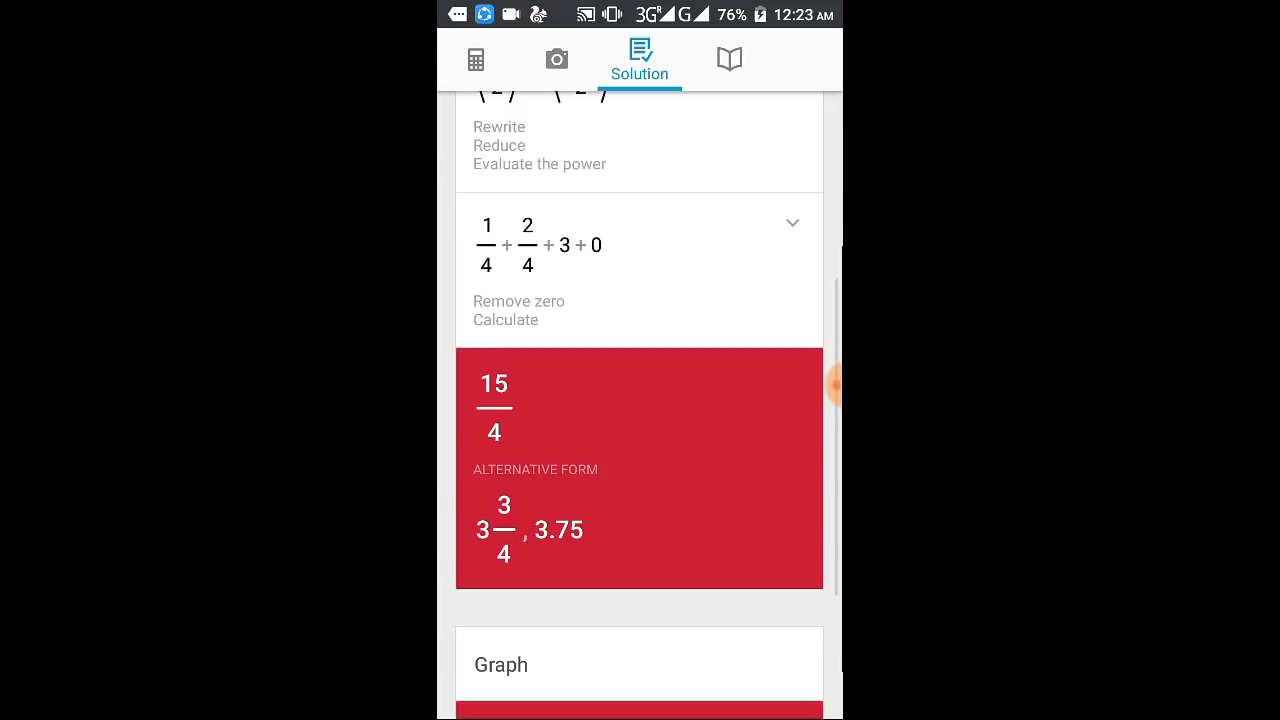 3G R G 76% 12:23 AM
Solution
Rewrite
Reduce
Evaluate the power
1/4 + 2/4 + 3 + 0
Remove zero
Calculate
15/4
ALTERNATIVE FORM
3 3/4 , 3.75
Graph